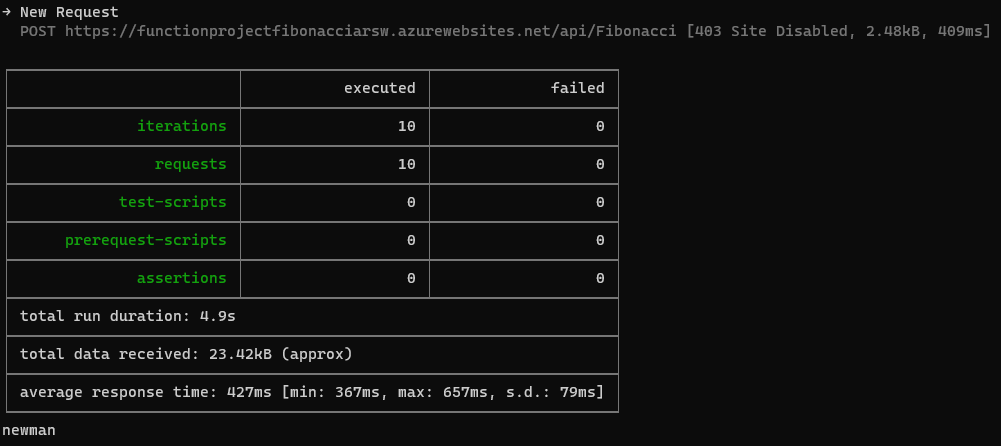 → New Request
POST https://functionprojectfibonacciarsw.azurewebsites.net/api/Fibonacci [403 Site Disabled, 2.48kB, 409ms]
executed failed
iterations 10 0
requests 10 0
test-scripts 0 0
prerequest-scripts 0 0
assertions 0 0
total run duration: 4.9s
total data received: 23.42kB (approx)
average response time: 427ms [min: 367ms, max: 657ms, s.d.: 79ms]
newman